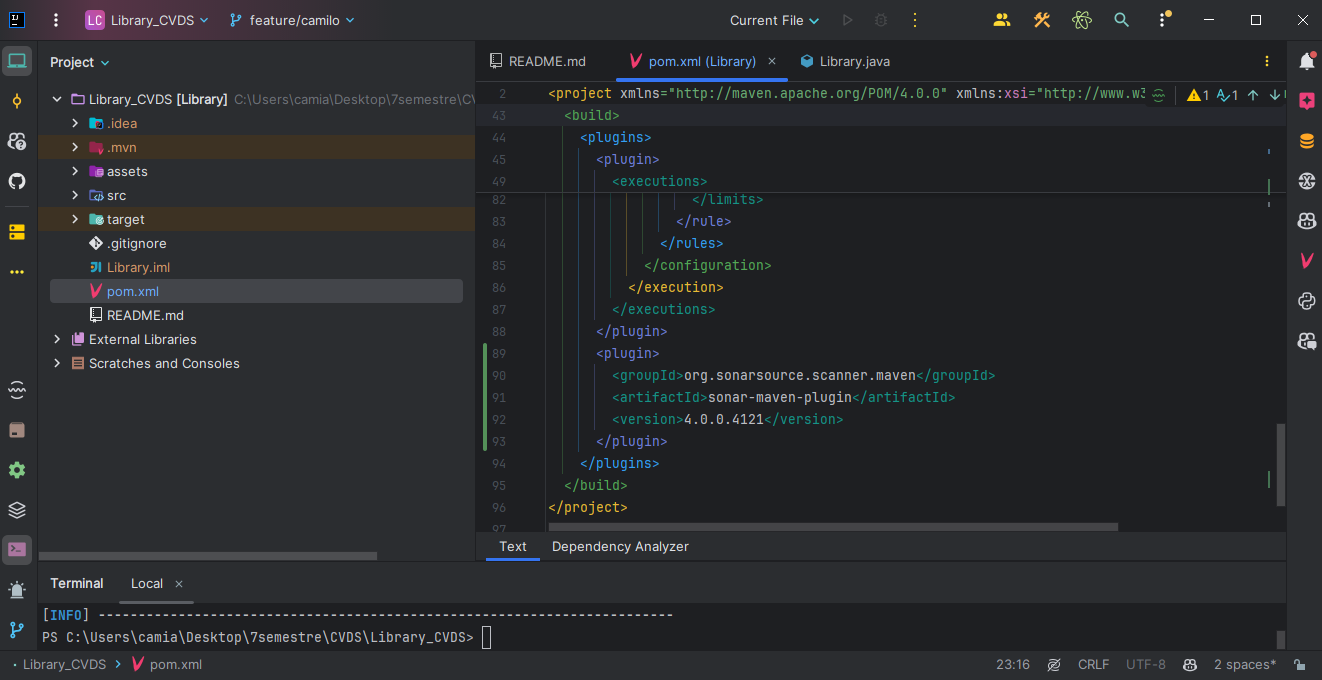 LC Library_CVDS feature/camilo Current File
Project
README.md pom.xml (Library) Library.java
Library_CVDS [Library] C:\Users\camia\Desktop\7semestre\CV
.idea
.mvn
assets
src
target
.gitignore
Library.iml
pom.xml
README.md
External Libraries
Scratches and Consoles
2 <project xmlns="http://maven.apache.org/POM/4.0.0" xmlns:xsi="http://www.w3 1 1
43 <build>
44 <plugins>
45 <plugin>
49 <executions>
82 </limits>
83 </rule>
84 </rules>
85 </configuration>
86 </execution>
87 </executions>
88 </plugin>
89 <plugin>
90 <groupId>org.sonarsource.scanner.maven</groupId>
91 <artifactId>sonar-maven-plugin</artifactId>
92 <version>4.0.0.4121</version>
93 </plugin>
94 </plugins>
95 </build>
96 </project>
97
Text Dependency Analyzer
Terminal Local
[INFO] ------------------------------------------------------------------------
PS C:\Users\camia\Desktop\7semestre\CVDS\Library_CVDS>
Library_CVDS > pom.xml 23:16 CRLF UTF-8 2 spaces*